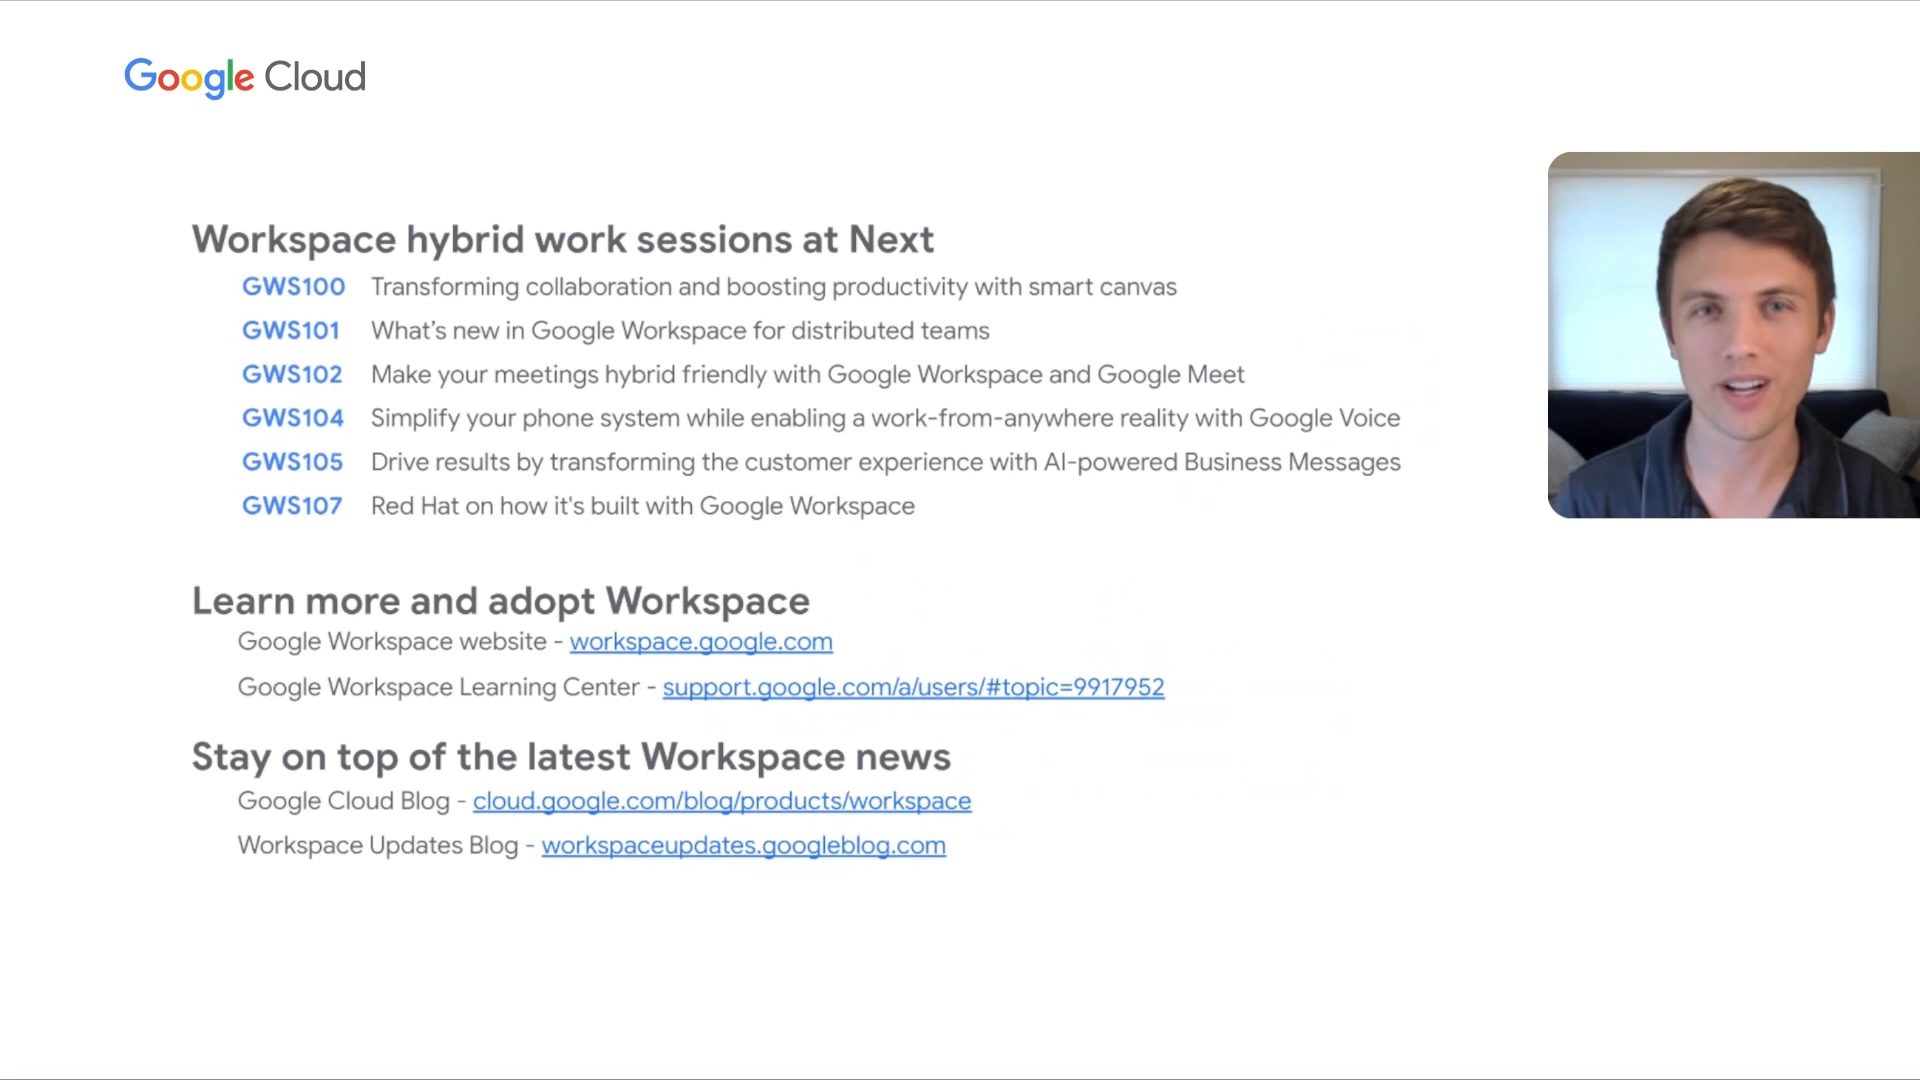 Google Cloud
Workspace hybrid work sessions at Next
GWS100 Transforming collaboration and boosting productivity with smart canvas
GWS101 What’s new in Google Workspace for distributed teams
GWS102 Make your meetings hybrid friendly with Google Workspace and Google Meet
GWS104 Simplify your phone system while enabling a work-from-anywhere reality with Google Voice
GWS105 Drive results by transforming the customer experience with AI-powered Business Messages
GWS107 Red Hat on how it's built with Google Workspace
Learn more and adopt Workspace
Google Workspace website - workspace.google.com
Google Workspace Learning Center - support.google.com/a/users/#topic=9917952
Stay on top of the latest Workspace news
Google Cloud Blog - cloud.google.com/blog/products/workspace
Workspace Updates Blog - workspaceupdates.googleblog.com